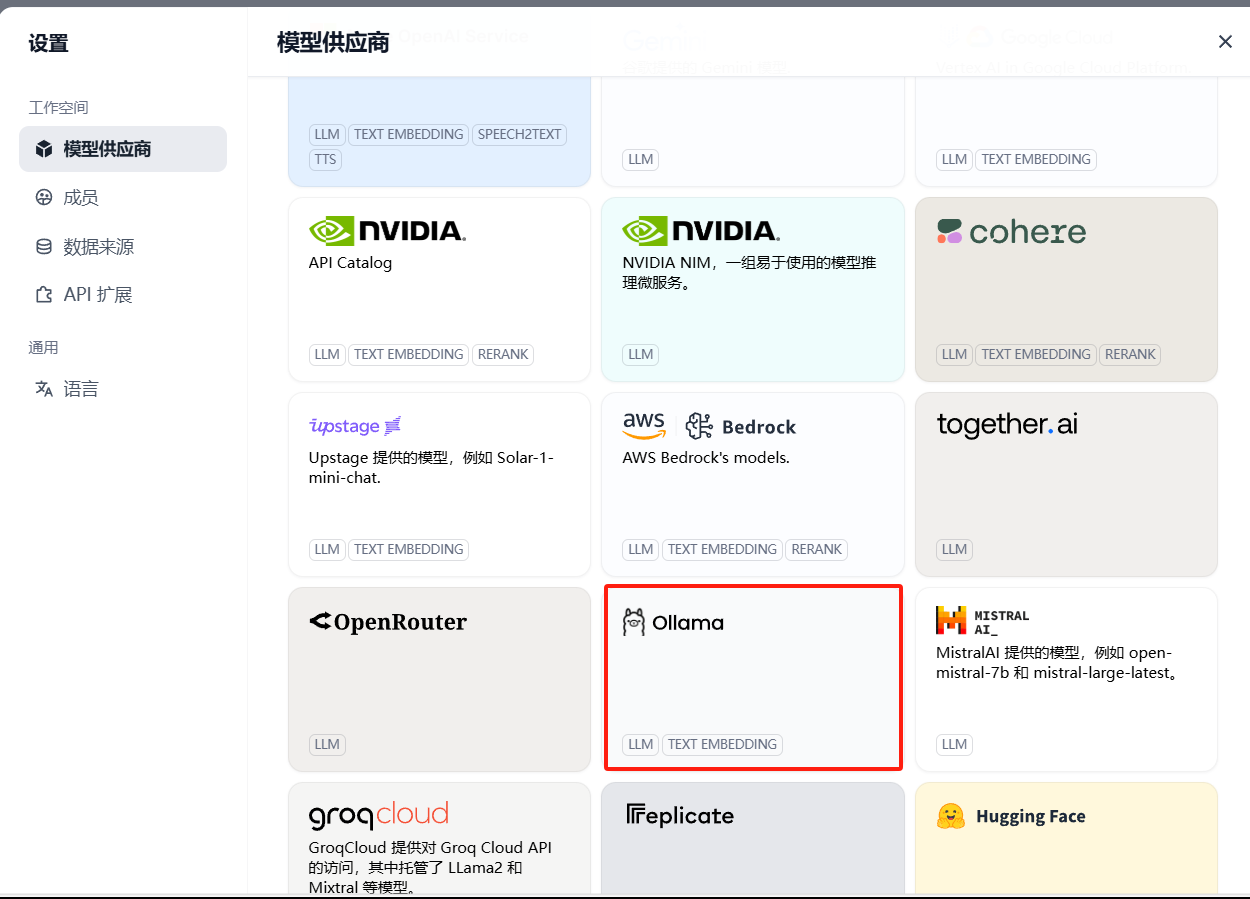 设置
模型供应商
工作空间
模型供应商
成员
数据来源
API 扩展
通用
语言
LLM TEXT EMBEDDING SPEECH2TEXT
TTS
LLM
LLM TEXT EMBEDDING
NVIDIA.
API Catalog
LLM TEXT EMBEDDING RERANK
NVIDIA.
NVIDIA NIM，一组易于使用的模型推
理微服务。
LLM
cohere
LLM TEXT EMBEDDING RERANK
upstage
Upstage 提供的模型，例如 Solar-1-
mini-chat.
LLM TEXT EMBEDDING
aws Bedrock
AWS Bedrock's models.
LLM TEXT EMBEDDING RERANK
together.ai
LLM
OpenRouter
LLM
Ollama
LLM TEXT EMBEDDING
MISTRAL
AI_
MistralAI 提供的模型，例如 open-
mistral-7b 和 mistral-large-latest。
LLM
groqcloud
GroqCloud 提供对 Groq Cloud API
的访问，其中托管了 LLama2 和
Mixtral 等模型。
Replicate
Hugging Face